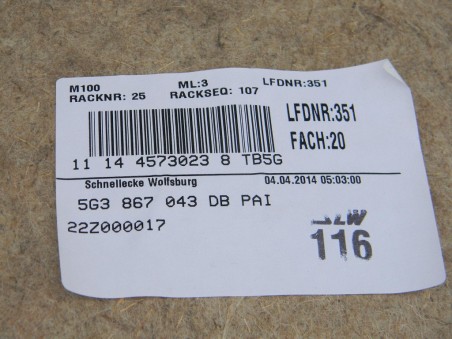 M100 ML:3 LFDNR:351
RACKNR: 25 RACKSEQ: 107
LFDNR:351
FACH:20
11 14 4573023 8 TB5G
Schnellecke Wolfsburg 04.04.2014 05:03:00
5G3 867 043 DB PAI
22Z000017
116